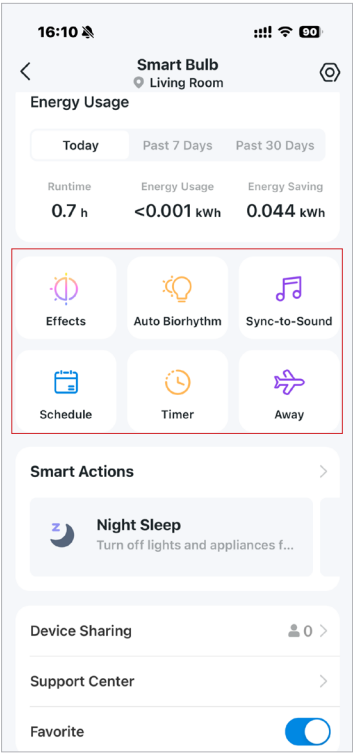 16:10
90
Smart Bulb
Living Room
Energy Usage
Today Past 7 Days Past 30 Days
Runtime Energy Usage Energy Saving
0.7 h <0.001 kWh 0.044 kWh
Effects Auto Biorhythm Sync-to-Sound
Schedule Timer Away
Smart Actions
z
Night Sleep
Turn off lights and appliances f...
Device Sharing 0
Support Center
Favorite